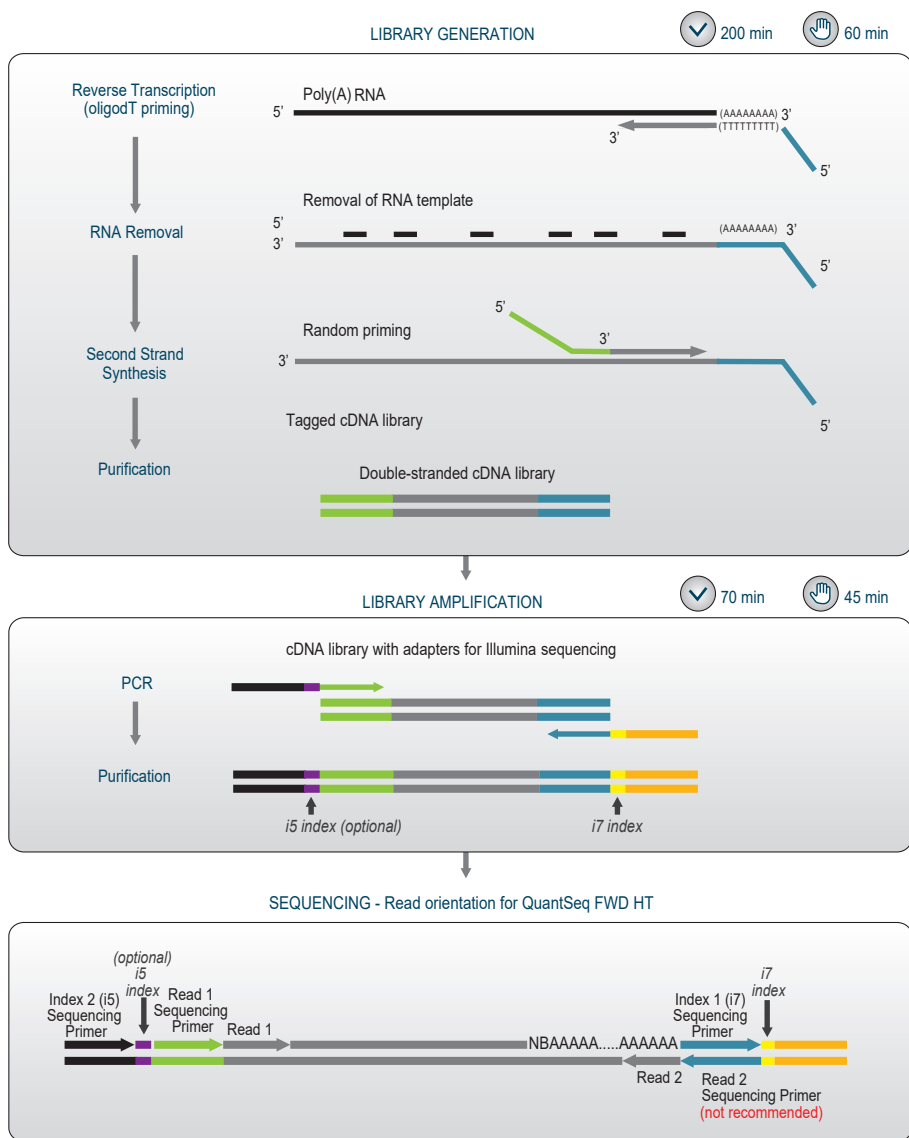 LIBRARY GENERATION
200 min
60 min
Reverse Transcription
(oligodT priming)
Poly(A) RNA
5’
(AAAAAAAA)
3’
3’
(TTTTTTTTT)
5’
Removal of RNA template
RNA Removal
5’
3’
(AAAAAAAA)
3’
5’
5’
Random priming
3’
Second Strand
Synthesis
3’
5’
Tagged cDNA library
Purification
Double-stranded cDNA library
LIBRARY AMPLIFICATION
70 min
45 min
cDNA library with adapters for Illumina sequencing
PCR
Purification
i5 index (optional)
i7 index
SEQUENCING - Read orientation for QuantSeq FWD HT
(optional)
i5
index
Index 2 (i5)
Sequencing
Primer
Read 1
Sequencing
Primer
Read 1
NBAAAAA.....AAAAAA
Index 1 (i7)
Sequencing
Primer
i7
index
Read 2
Read 2
Sequencing Primer
(not recommended)